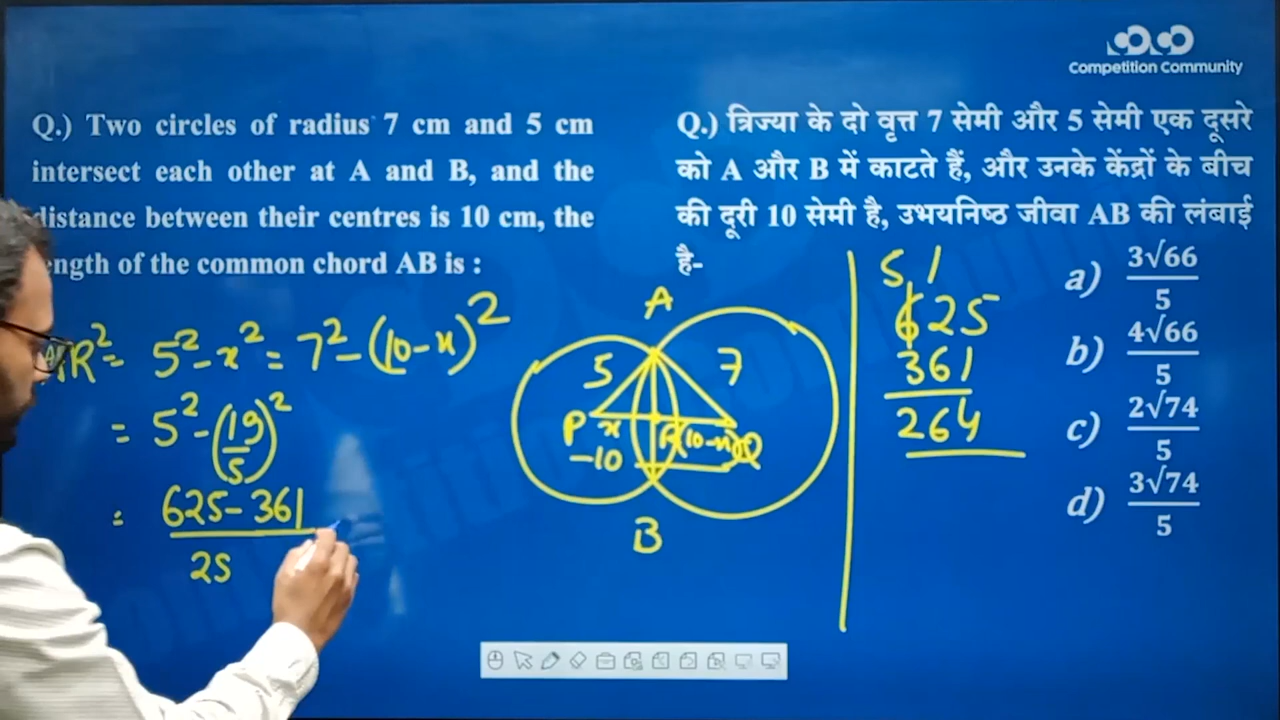 Competition Community
Q.) Two circles of radius 7 cm and 5 cm
intersect each other at A and B, and the
distance between their centres is 10 cm, the
ngth of the common chord AB is :
Q.) त्रिज्या के दो वृत्त 7 सेमी और 5 सेमी एक दूसरे
को A और B में काटते हैं, और उनके केंद्रों के बीच
की दूरी 10 सेमी है, उभयनिष्ठ जीवा AB की लंबाई
है-
a) 3√66/5
b) 4√66/5
c) 2√74/5
d) 3√74/5
R² = 5² - x² = 7² - (10-x)²
= 5² - (19/5)²
= 625 - 361
25
A
5 7
P x R (10-x) Q
-10
B
5 1
625
361
264